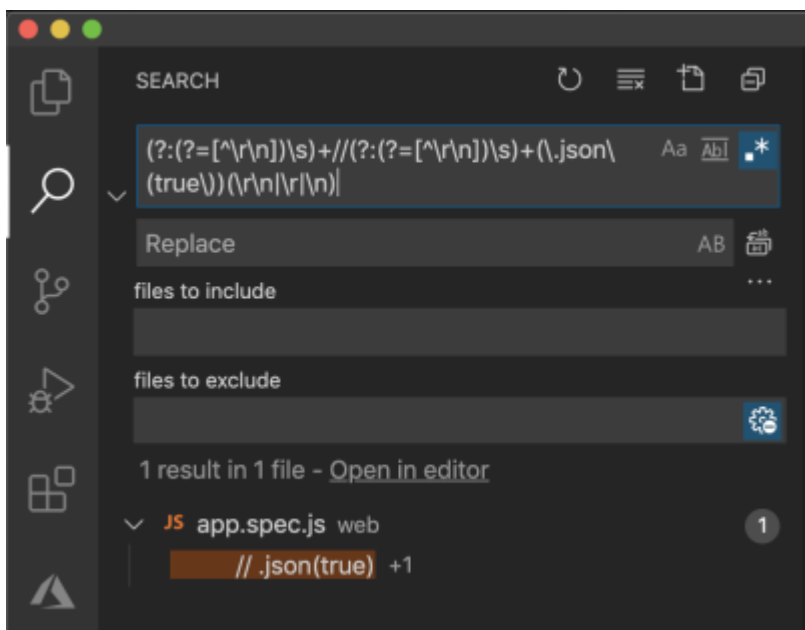 SEARCH
(?:(?=[^\r\n])\s)+//(?:(?=[^\r\n])\s)+(\.json\
(true\))(\r\n|\r|\n)
Aa Abl .*
Replace
AB
files to include
...
files to exclude
1 result in 1 file - Open in editor
JS app.spec.js web
1
// .json(true) +1